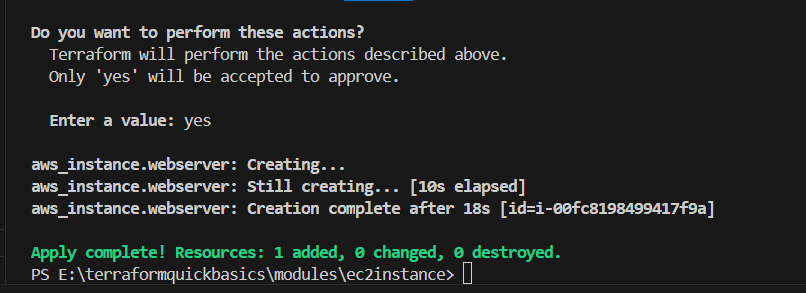 Do you want to perform these actions?
Terraform will perform the actions described above.
Only 'yes' will be accepted to approve.
Enter a value: yes
aws_instance.webserver: Creating...
aws_instance.webserver: Still creating... [10s elapsed]
aws_instance.webserver: Creation complete after 18s [id=i-00fc8198499417f9a]
Apply complete! Resources: 1 added, 0 changed, 0 destroyed.
PS E:\terraformquickbasics\modules\ec2instance>